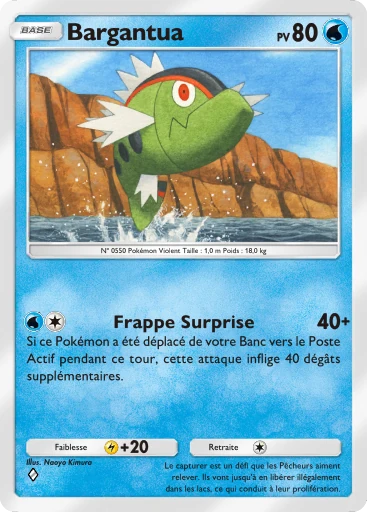 BASE Bargantua PV 80
N° 0550 Pokémon Violent Taille : 1,0 m Poids : 18,0 kg
Frappe Surprise 40+
Si ce Pokémon a été déplacé de votre Banc vers le Poste
Actif pendant ce tour, cette attaque inflige 40 dégâts
supplémentaires.
Faiblesse +20 Retraite
Illus. Naoyo Kimura
Le capturer est un défi que les Pêcheurs aiment
relever. Ils vont jusqu'à en libérer illégalement
dans les lacs, ce qui conduit à leur prolifération.